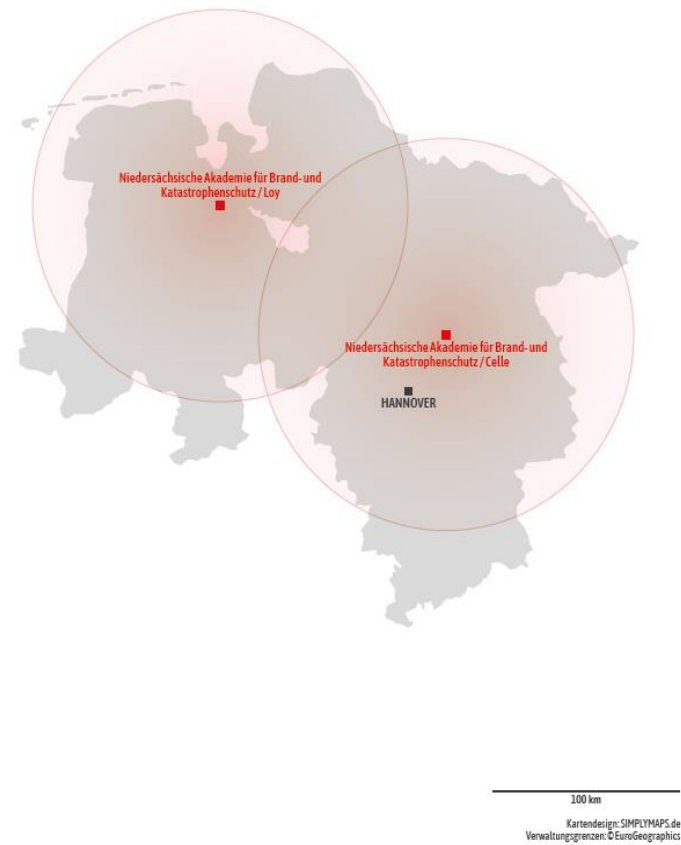 Niedersächsische Akademie für Brand- und
Katastrophenschutz / Loy
Niedersächsische Akademie für Brand- und
Katastrophenschutz / Celle
HANNOVER
100 km
Kartendesign: SIMPLYMAPS.de
Verwaltungsgrenzen: ©EuroGeographics